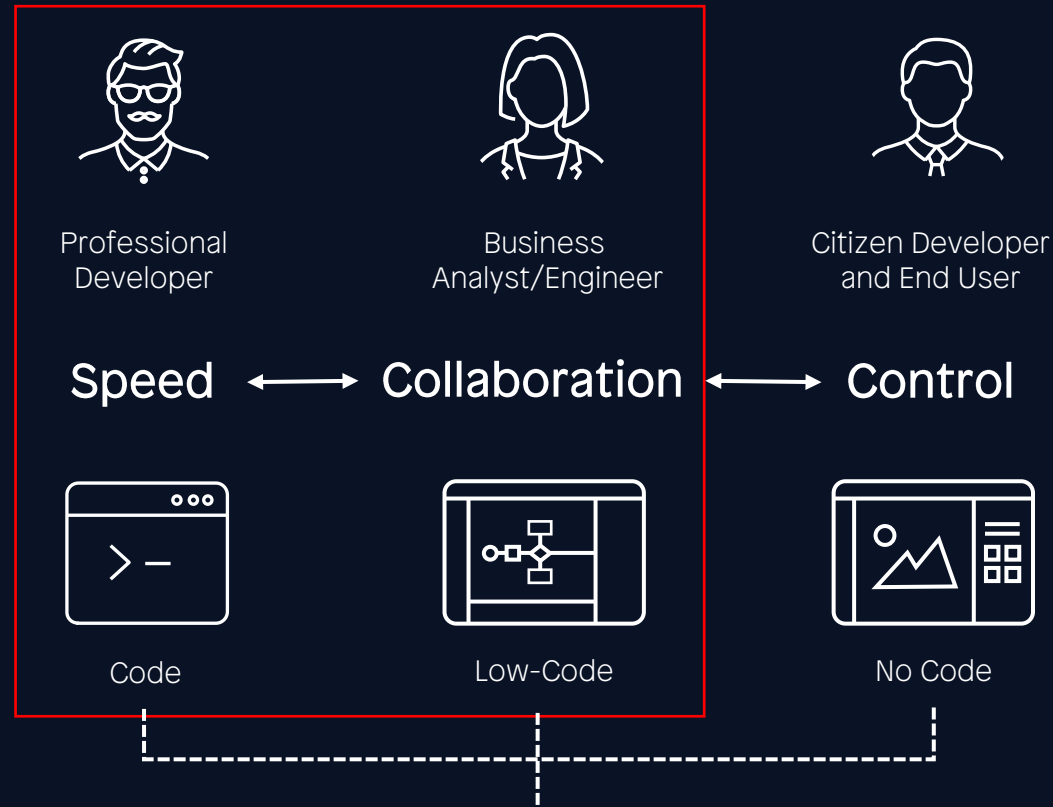 Professional
Developer
Business
Analyst/Engineer
Citizen Developer
and End User
Speed
Collaboration
Control
Code
Low-Code
No Code